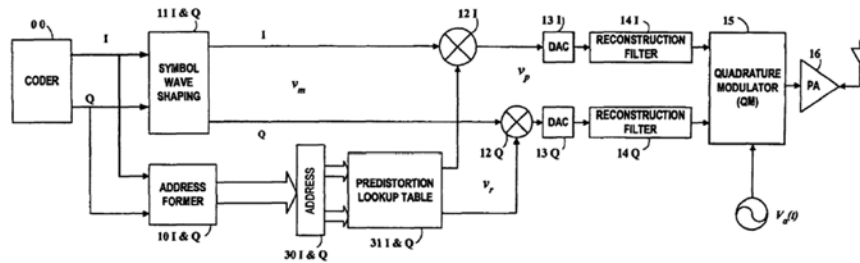 00
CODER
I
Q
11 I & Q
SYMBOL
WAVE
SHAPING
I
v_m
Q
12 I
v_p
13 I
DAC
14 I
RECONSTRUCTION
FILTER
15
QUADRATURE
MODULATOR
(QM)
16
PA
12 Q
DAC
13 Q
RECONSTRUCTION
FILTER
14 Q
ADDRESS
FORMER
10 I & Q
ADDRESS
30 I & Q
PREDISTORTION
LOOKUP TABLE
31 I & Q
v_r
V_a(t)